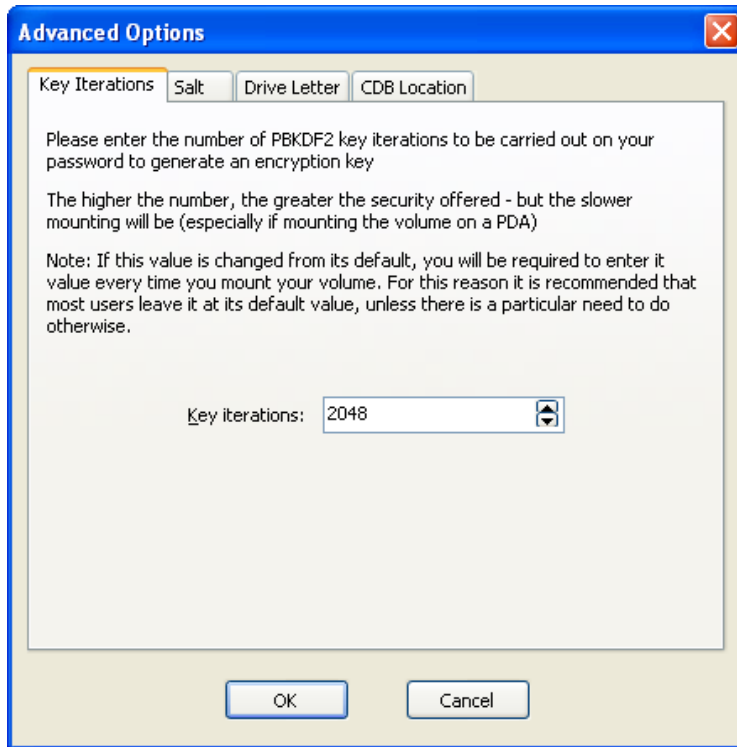 Advanced Options
Key Iterations Salt Drive Letter CDB Location
Please enter the number of PBKDF2 key iterations to be carried out on your
password to generate an encryption key
The higher the number, the greater the security offered - but the slower
mounting will be (especially if mounting the volume on a PDA)
Note: If this value is changed from its default, you will be required to enter it
value every time you mount your volume. For this reason it is recommended that
most users leave it at its default value, unless there is a particular need to do
otherwise.
Key iterations: 2048
OK Cancel